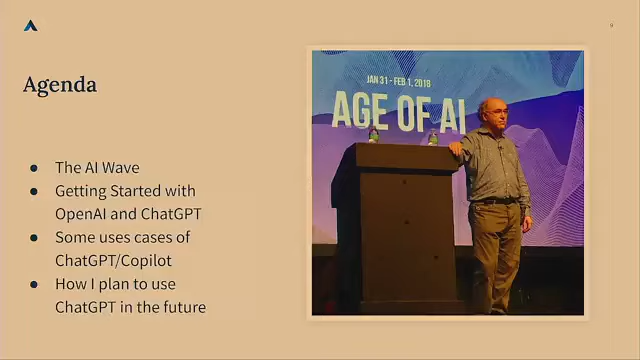 9
Agenda
JAN 31 - FEB 1, 2018
AGE OF AI
● The AI Wave
● Getting Started with
OpenAI and ChatGPT
● Some uses cases of
ChatGPT/Copilot
● How I plan to use
ChatGPT in the future